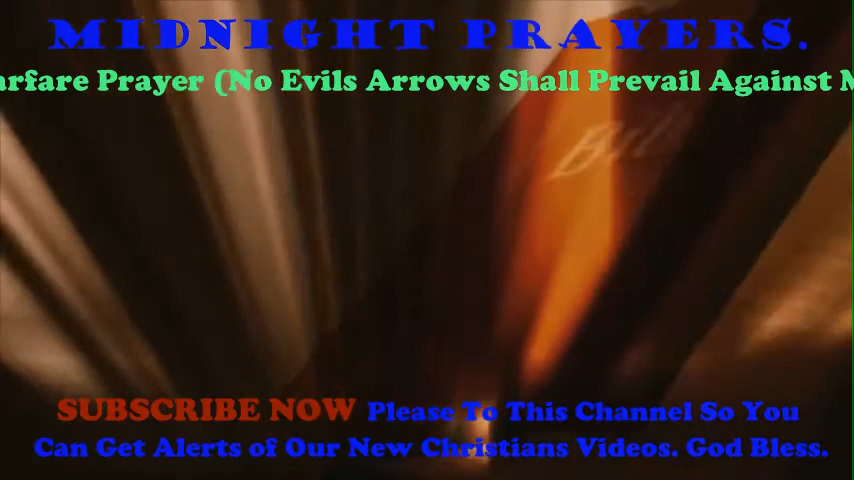 MIDNIGHT PRAYERS.
arfare Prayer (No Evils Arrows Shall Prevail Against M
SUBSCRIBE NOW Please To This Channel So You
Can Get Alerts of Our New Christians Videos. God Bless.